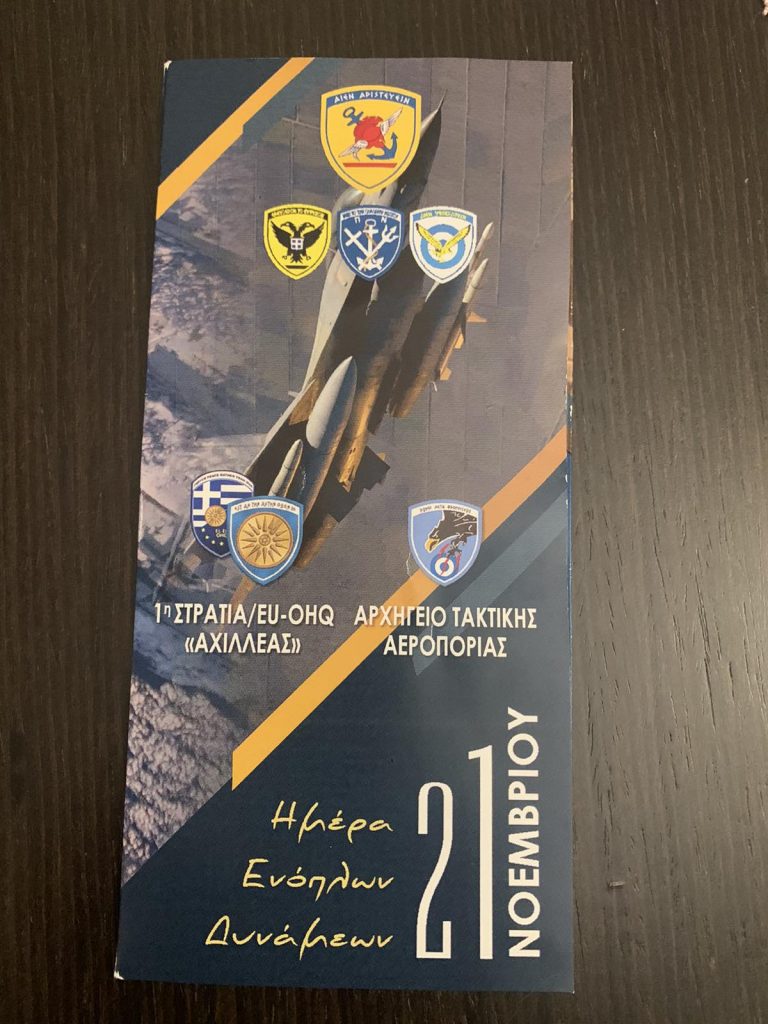 ΑΙΕΝ ΑΡΙΣΤΕΥΕΙΝ
Π Ν
1η ΣΤΡΑΤΙΑ/EU-OHQ
«ΑΧΙΛΛΕΑΣ»
ΑΡΧΗΓΕΙΟ ΤΑΚΤΙΚΗΣ
ΑΕΡΟΠΟΡΙΑΣ
Ημέρα
Ενόπλων
Δυνάμεων
21
ΝΟΕΜΒΡΙΟΥ